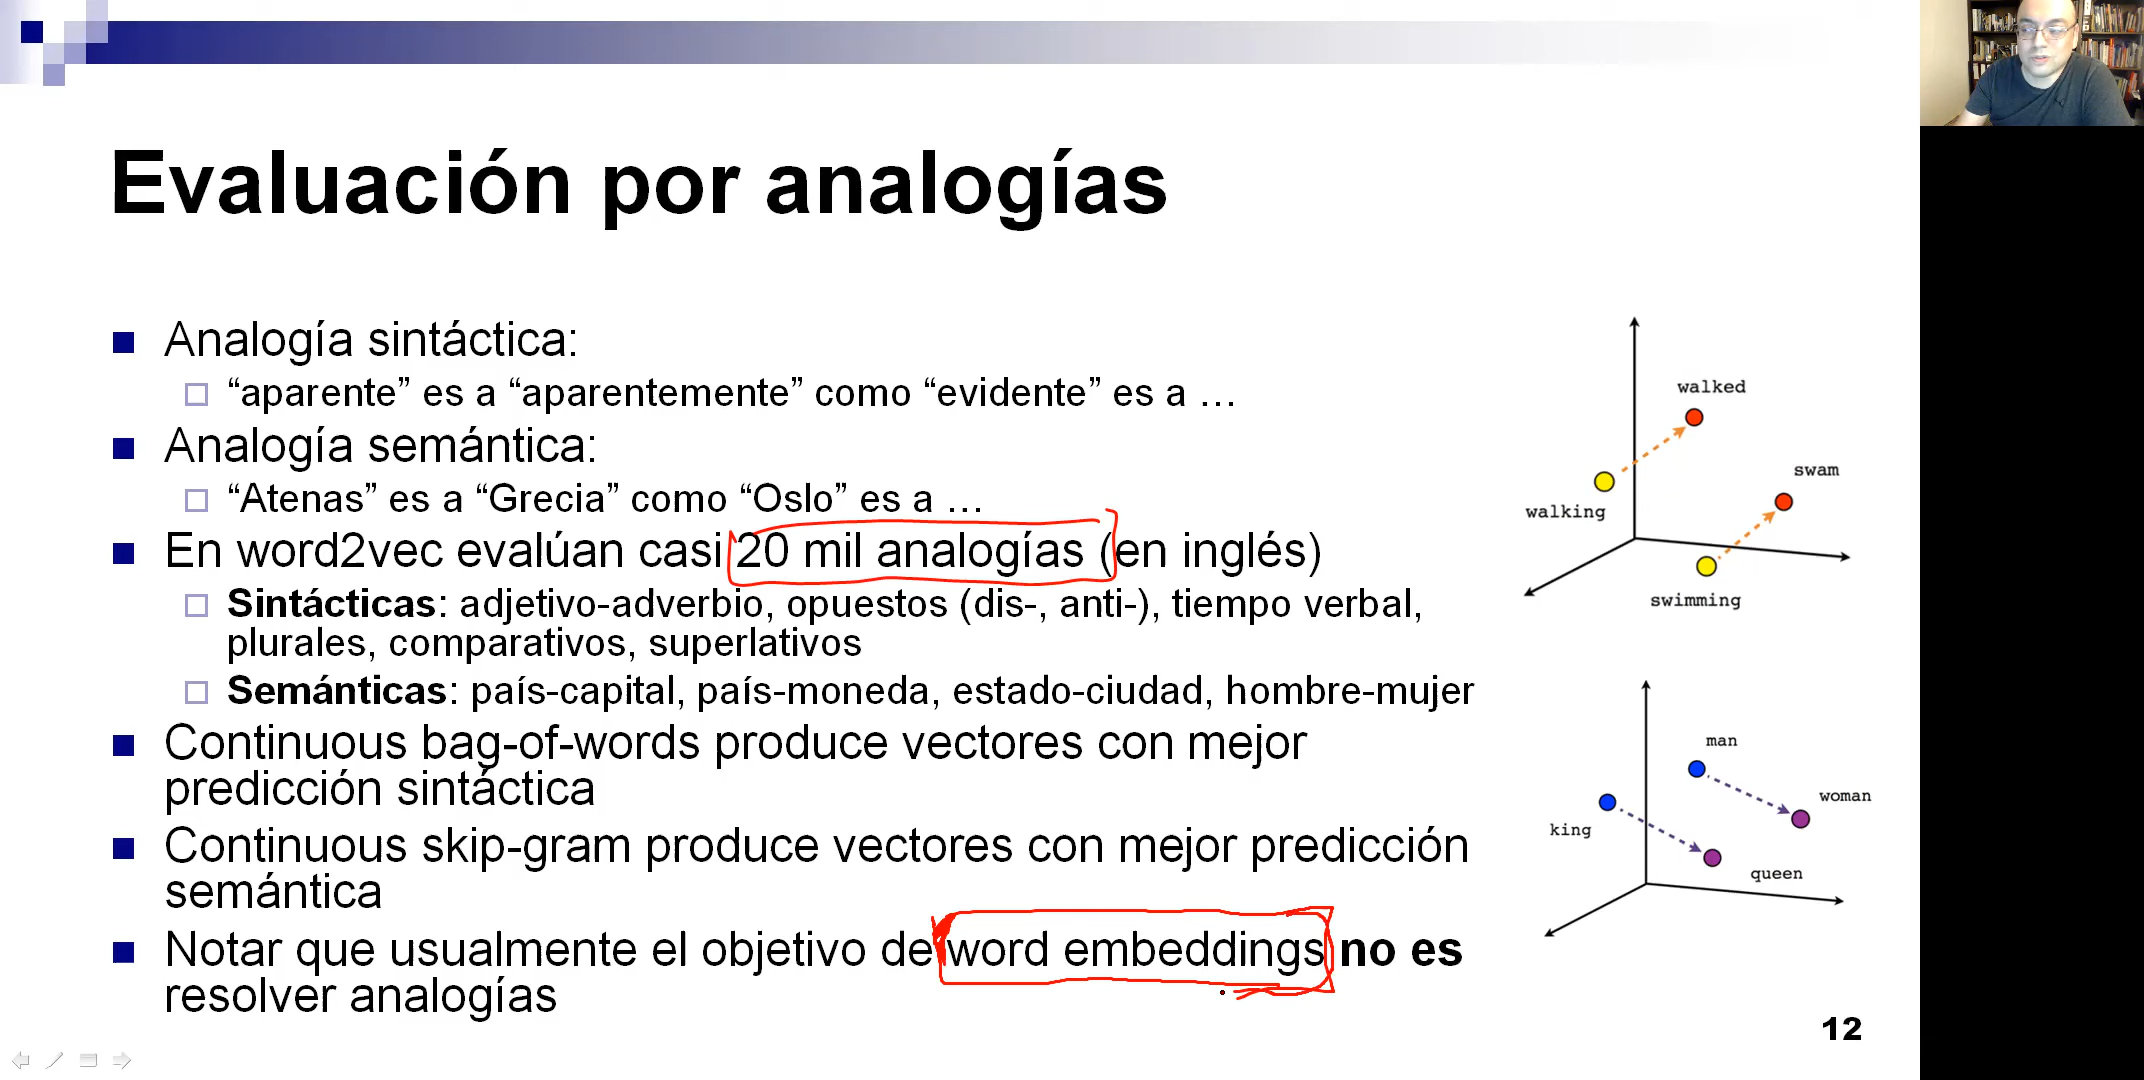 Evaluación por analogías
Analogía sintáctica:
“aparente” es a “aparentemente” como “evidente” es a …
Analogía semántica:
“Atenas” es a “Grecia” como “Oslo” es a …
En word2vec evalúan casi 20 mil analogías (en inglés)
Sintácticas: adjetivo-adverbio, opuestos (dis-, anti-), tiempo verbal,
plurales, comparativos, superlativos
Semánticas: país-capital, país-moneda, estado-ciudad, hombre-mujer
Continuous bag-of-words produce vectores con mejor
predicción sintáctica
Continuous skip-gram produce vectores con mejor predicción
semántica
Notar que usualmente el objetivo de word embeddings no es
resolver analogías
walked
swam
walking
swimming
man
woman
king
queen
12